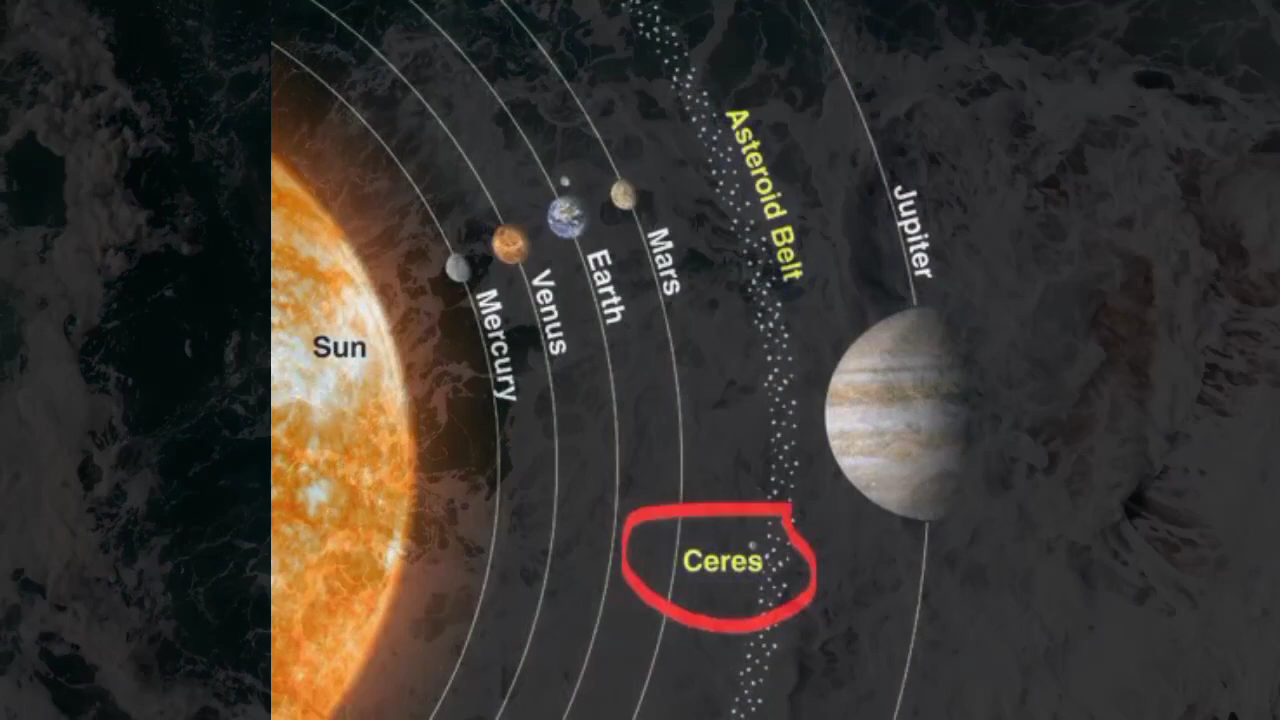 Sun
Mercury
Venus
Earth
Mars
Asteroid Belt
Ceres
Jupiter